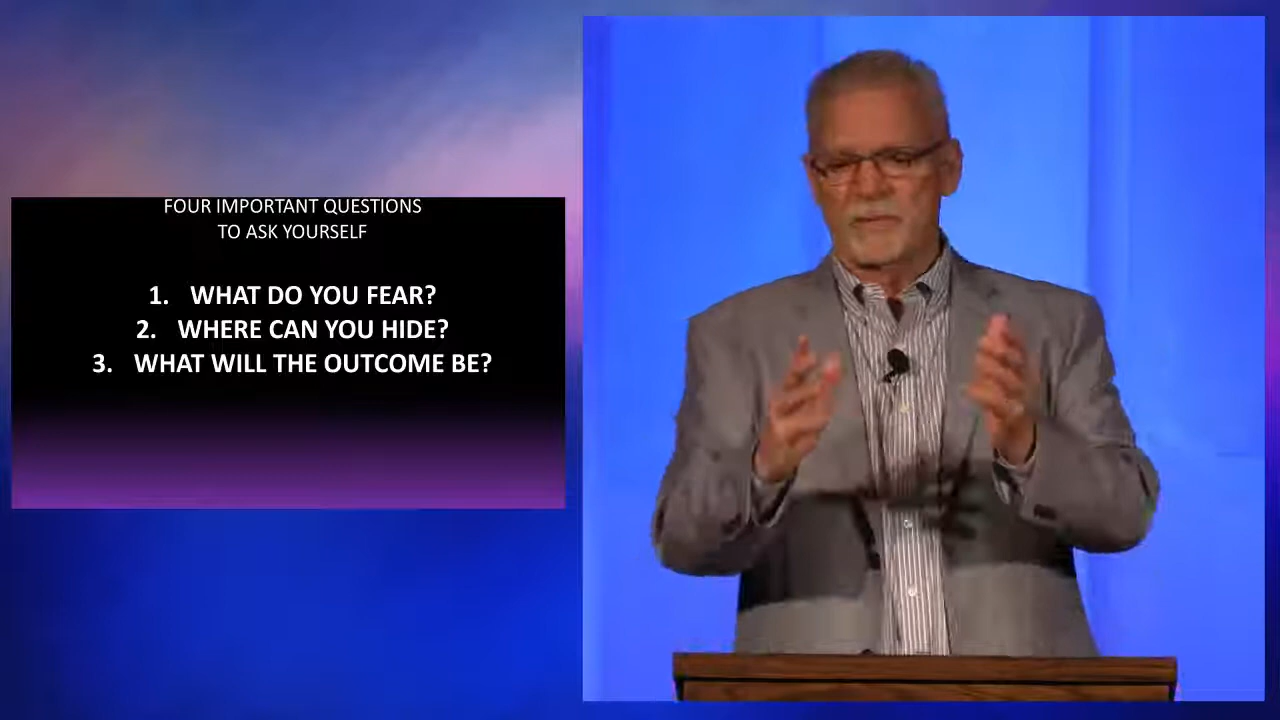 FOUR IMPORTANT QUESTIONS
TO ASK YOURSELF
1. WHAT DO YOU FEAR?
2. WHERE CAN YOU HIDE?
3. WHAT WILL THE OUTCOME BE?